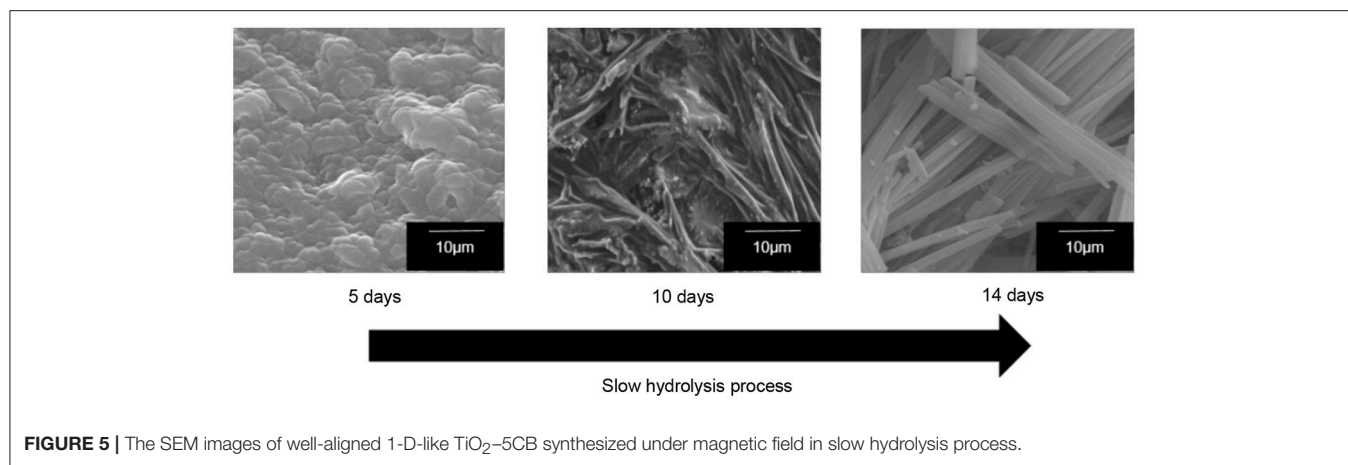 10µm
10µm
10µm
5 days
10 days
14 days
Slow hydrolysis process
FIGURE 5 | The SEM images of well-aligned 1-D-like TiO₂–5CB synthesized under magnetic field in slow hydrolysis process.